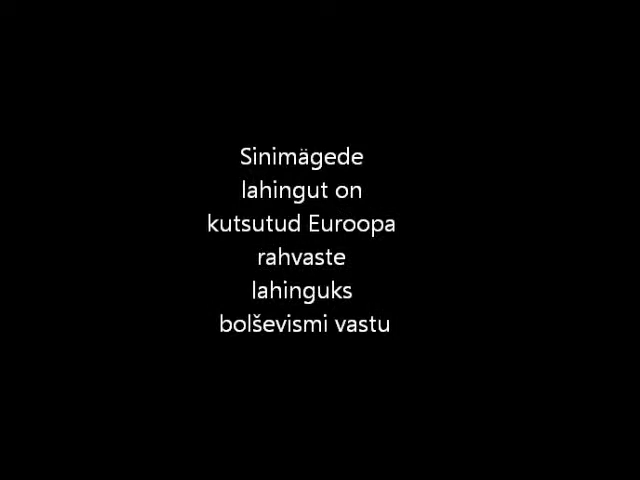 Sinimägede
lahingut on
kutsutud Euroopa
rahvaste
lahinguks
bolševismi vastu